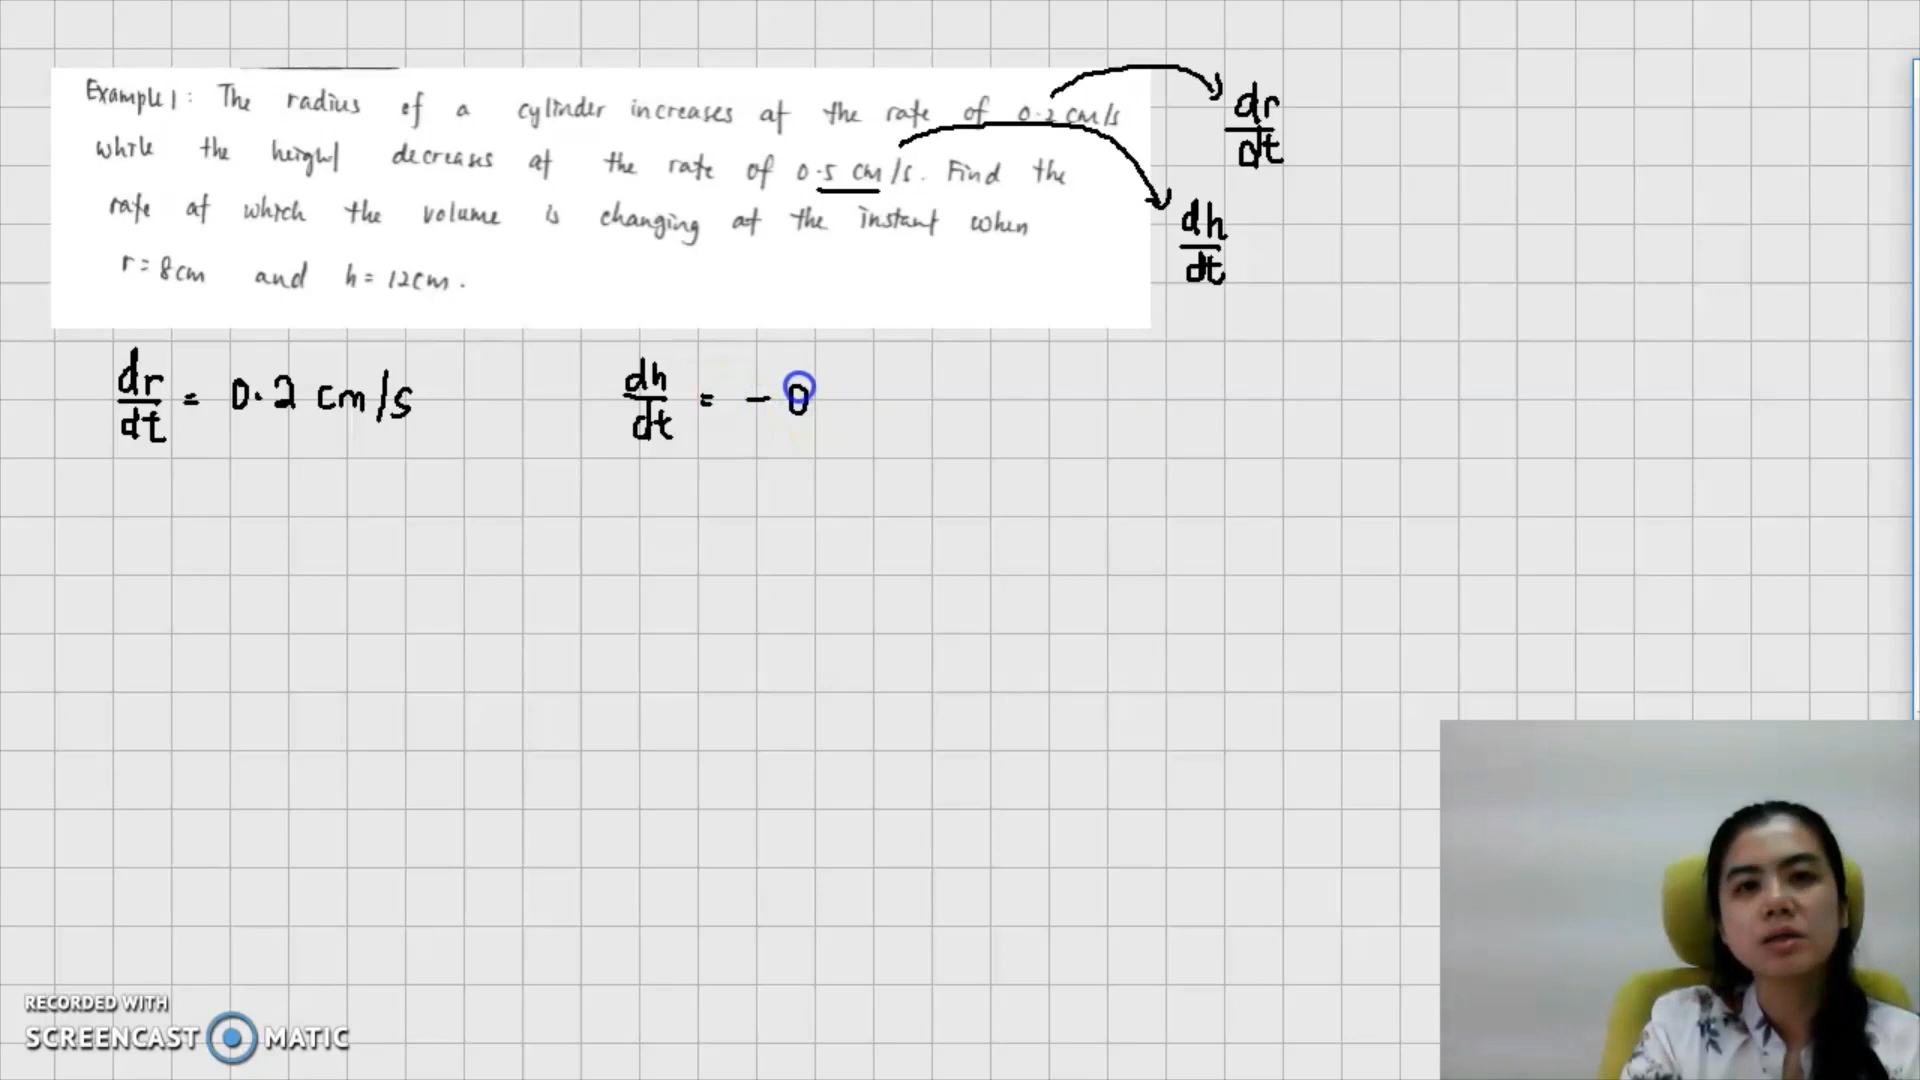 Example 1: The radius of a cylinder increases at the rate of 0.2 cm/s
while the height decreases at the rate of 0.5 cm/s. Find the
rate at which the volume is changing at the instant when
r = 8cm and h = 12cm.
dr
dt
dh
dt
dr/dt = 0.2 cm/s
dh/dt = - 0
RECORDED WITH
SCREENCAST MATIC